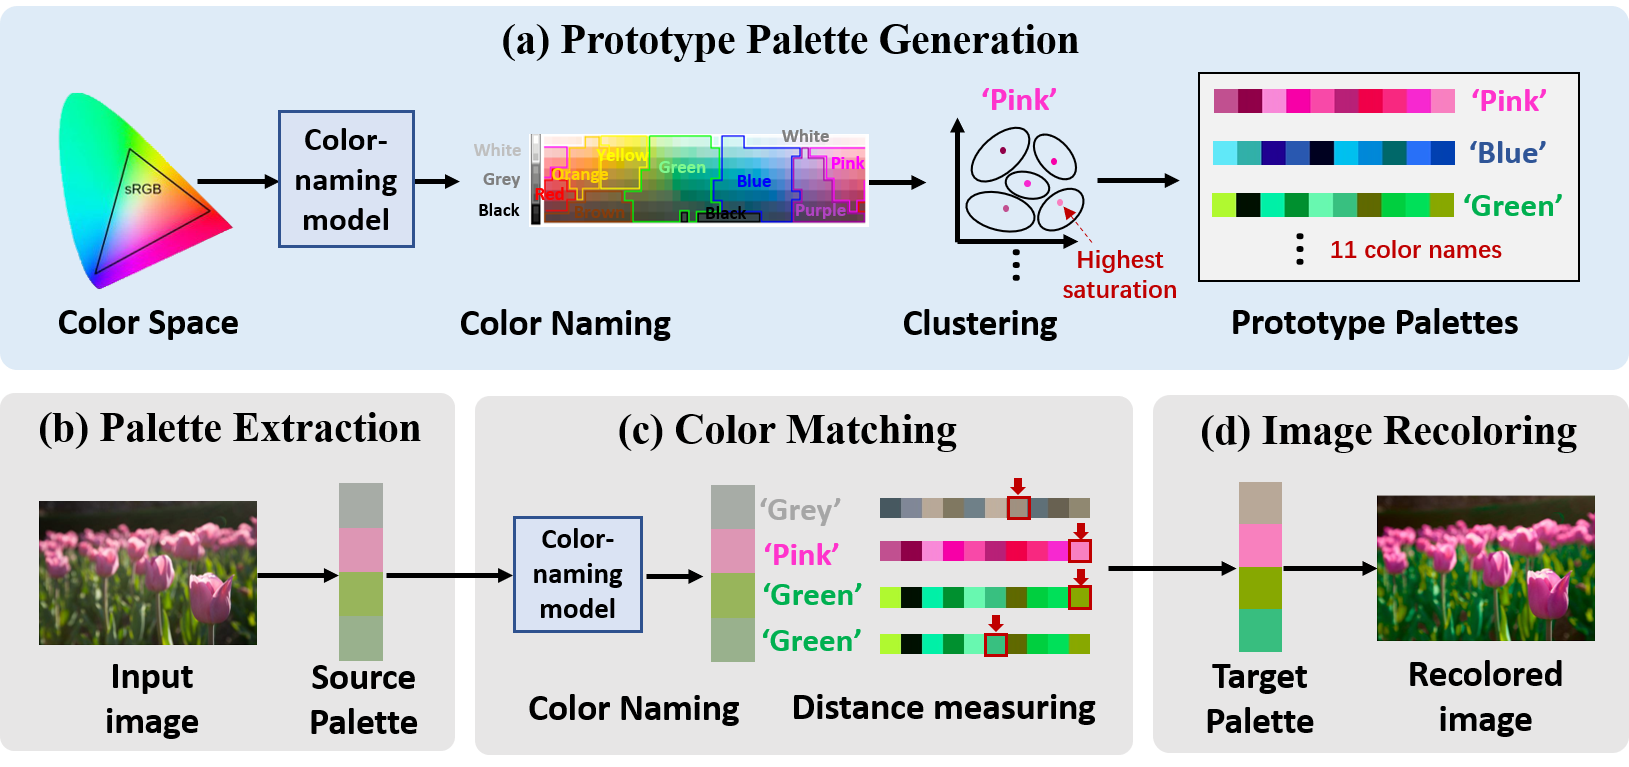 (a) Prototype Palette Generation
sRGB
Color-
naming
model
White
Grey
Black
White
Yellow
Orange
Red
Brown
Green
Blue
Black
Pink
Purple
‘Pink’
Highest
saturation
‘Pink’
‘Blue’
‘Green’
11 color names
Color Space
Color Naming
Clustering
Prototype Palettes
(b) Palette Extraction
Input
image
Source
Palette
(c) Color Matching
Color-
naming
model
‘Grey’
‘Pink’
‘Green’
‘Green’
Color Naming
Distance measuring
(d) Image Recoloring
Target
Palette
Recolored
image